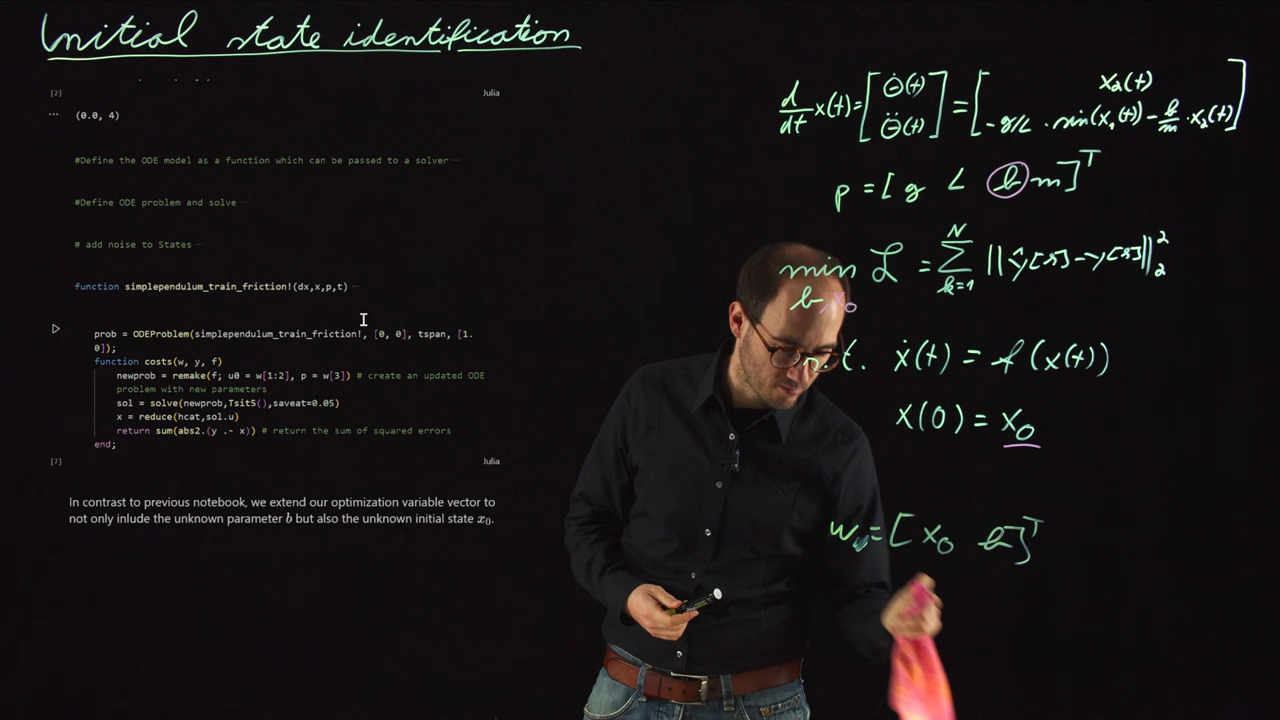 Initial state identification
[7]
Julia
... (0.0, 4)
#Define the ODE model as a function which can be passed to a solver ...
#Define ODE problem and solve ...
# add noise to States ...
function simplependulum_train_friction!(dx,x,p,t) ...
prob = ODEProblem(simplependulum_train_friction!, [0, 0], tspan, [1.
0]);
function costs(w, y, f)
newprob = remake(f; u0 = w[1:2], p = w[3]) # create an updated ODE
problem with new parameters
sol = solve(newprob,Tsit5(),saveat=0.05)
x = reduce(hcat,sol.u)
return sum(abs2.(y .- x)) # return the sum of squared errors
end;
[7]
Julia
In contrast to previous notebook, we extend our optimization variable vector to
not only inlude the unknown parameter b but also the unknown initial state x₀.
d/dt x(t) = [Θ̇(t) Θ̈(t)] = [x₂(t) -g/L · sin(x₁(t)) - b/m · x₂(t)]
p = [g L b m]ᵀ
min b, x₀ L = Σ k=1 N ||ŷ[k] - y[k]||₂²
t. ẋ(t) = f(x(t))
x(0) = x₀
w = [x₀ b]ᵀ